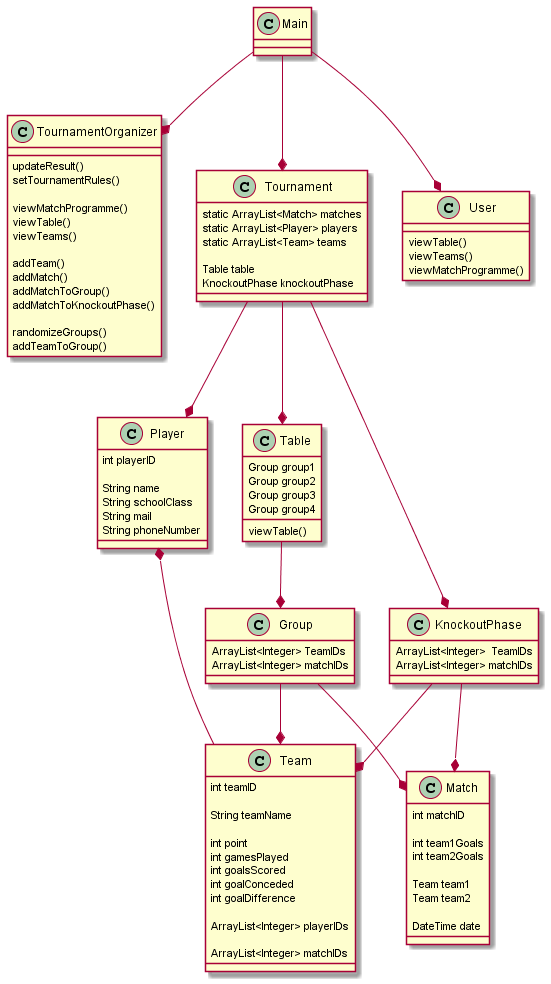 C Main
C TournamentOrganizer
updateResult()
setTournamentRules()
viewMatchProgramme()
viewTable()
viewTeams()
addTeam()
addMatch()
addMatchToGroup()
addMatchToKnockoutPhase()
randomizeGroups()
addTeamToGroup()
C Tournament
static ArrayList<Match> matches
static ArrayList<Player> players
static ArrayList<Team> teams
Table table
KnockoutPhase knockoutPhase
C User
viewTable()
viewTeams()
viewMatchProgramme()
C Player
int playerID
String name
String schoolClass
String mail
String phoneNumber
C Table
Group group1
Group group2
Group group3
Group group4
viewTable()
C Group
ArrayList<Integer> TeamIDs
ArrayList<Integer> matchIDs
C KnockoutPhase
ArrayList<Integer> TeamIDs
ArrayList<Integer> matchIDs
C Team
int teamID
String teamName
int point
int gamesPlayed
int goalsScored
int goalConceded
int goalDifference
ArrayList<Integer> playerIDs
ArrayList<Integer> matchIDs
C Match
int matchID
int team1Goals
int team2Goals
Team team1
Team team2
DateTime date